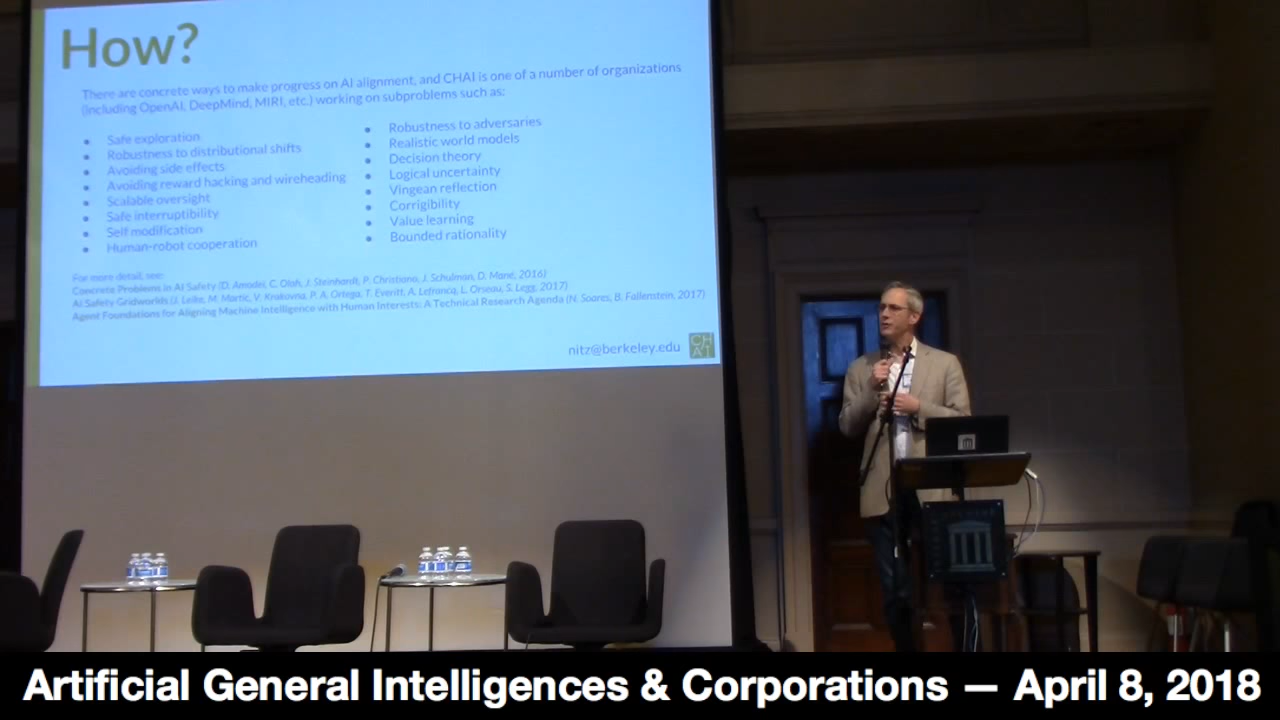 How?
There are concrete ways to make progress on AI alignment, and CHAI is one of a number of organizations
(including OpenAI, DeepMind, MIRI, etc.) working on subproblems such as:
Safe exploration
Robustness to distributional shifts
Avoiding side effects
Avoiding reward hacking and wireheading
Scalable oversight
Safe interruptibility
Self modification
Human-robot cooperation
Robustness to adversaries
Realistic world models
Decision theory
Logical uncertainty
Vingean reflection
Corrigibility
Value learning
Bounded rationality
For more detail, see:
Concrete Problems in AI Safety (D. Amodei, C. Olah, J. Steinhardt, P. Christiano, J. Schulman, D. Mané, 2016)
AI Safety Gridworlds (J. Leike, M. Martic, V. Krakovna, P. A. Ortega, T. Everitt, A. Lefrancq, L. Orseau, S. Legg, 2017)
Agent Foundations for Aligning Machine Intelligence with Human Interests: A Technical Research Agenda (N. Soares, B. Fallenstein, 2017)
nitz@berkeley.edu
CH
AI
Artificial General Intelligences & Corporations — April 8, 2018